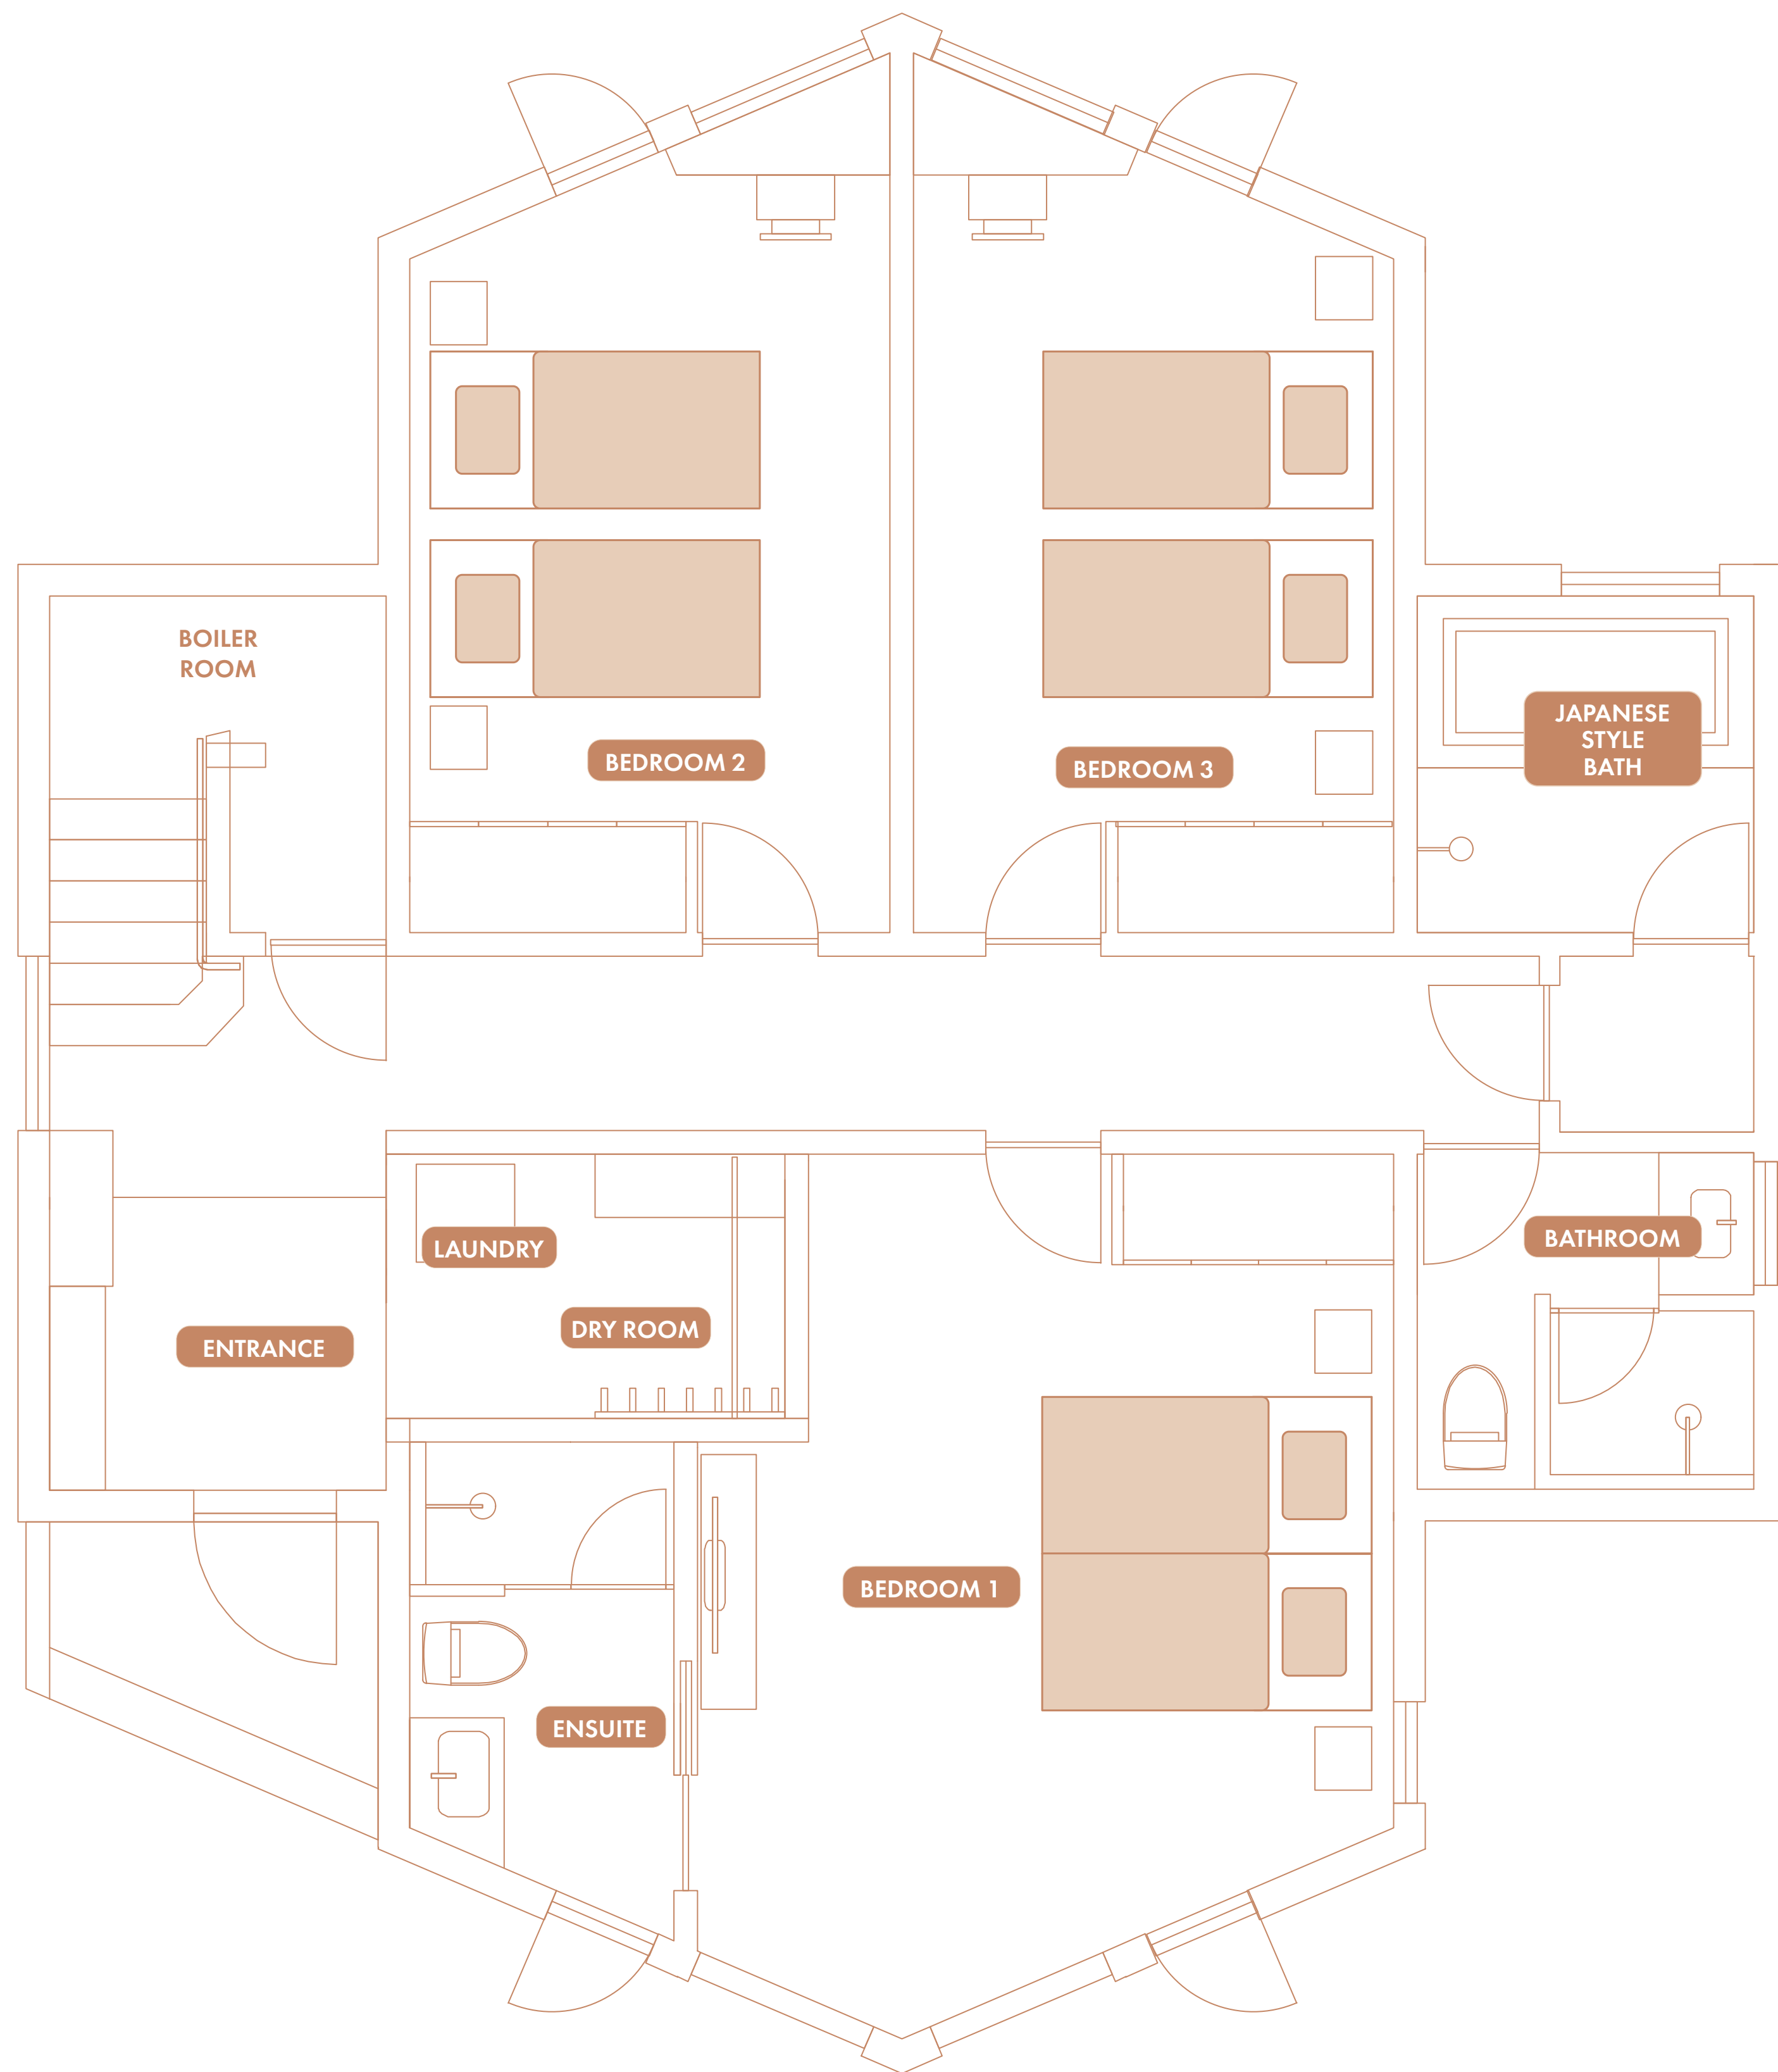 BOILER
ROOM
JAPANESE
STYLE
BATH
BEDROOM 2
BEDROOM 3
LAUNDRY
BATHROOM
DRY ROOM
ENTRANCE
BEDROOM 1
ENSUITE